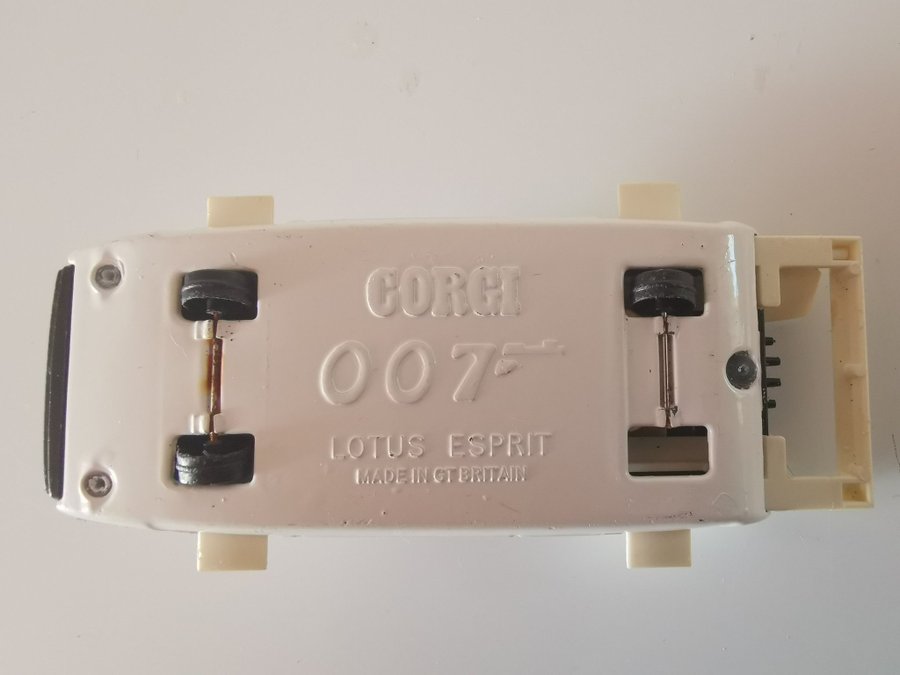 CORGI
007
LOTUS ESPRIT
MADE IN GT BRITAIN